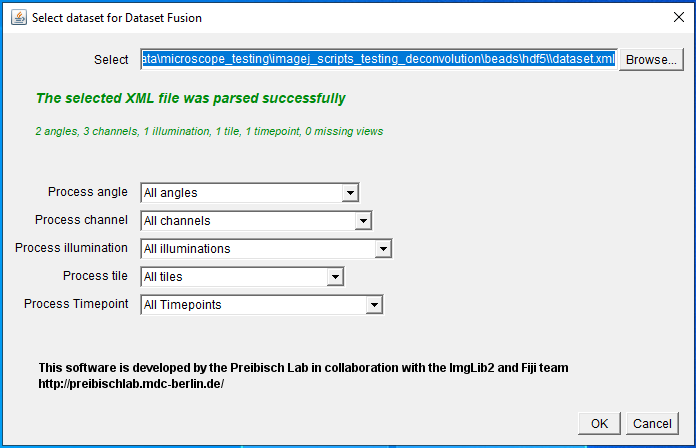 Select dataset for Dataset Fusion
Select ata\microscope_testing\imagej_scripts_testing_deconvolution\beads\hdf5\\dataset.xml Browse...
The selected XML file was parsed successfully
2 angles, 3 channels, 1 illumination, 1 tile, 1 timepoint, 0 missing views
Process angle All angles
Process channel All channels
Process illumination All illuminations
Process tile All tiles
Process Timepoint All Timepoints
This software is developed by the Preibisch Lab in collaboration with the ImgLib2 and Fiji team
http://preibischlab.mdc-berlin.de/
OK Cancel